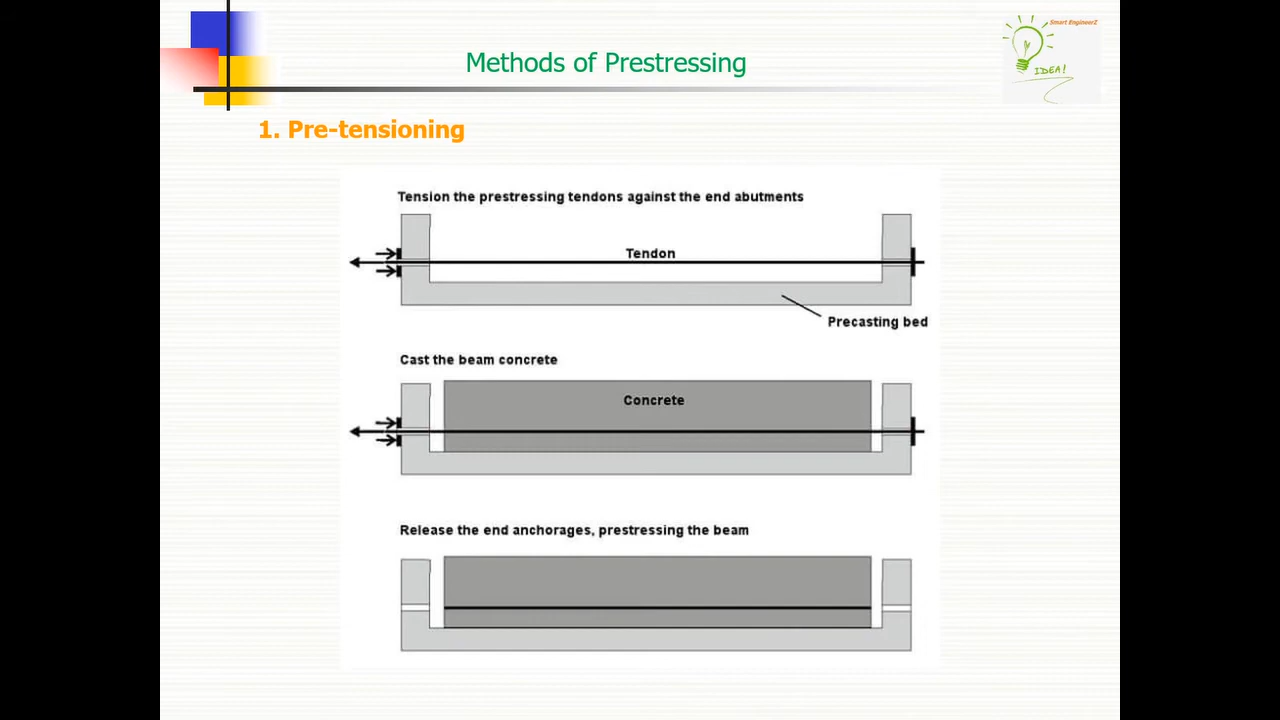 Smart EngineerZ
IDEA!
Methods of Prestressing
1. Pre-tensioning
Tension the prestressing tendons against the end abutments
Tendon
Precasting bed
Cast the beam concrete
Concrete
Release the end anchorages, prestressing the beam